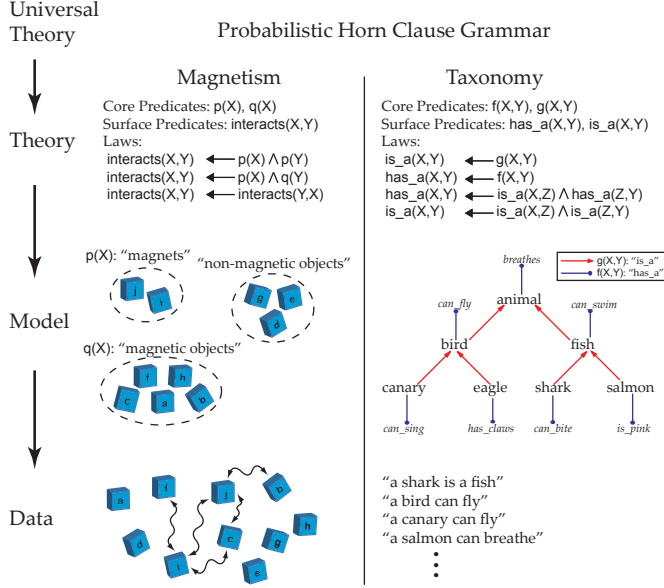 Universal
Theory
Probabilistic Horn Clause Grammar
Magnetism
Core Predicates: p(X), q(X)
Surface Predicates: interacts(X,Y)
Laws:
interacts(X,Y) ← p(X) ∧ p(Y)
interacts(X,Y) ← p(X) ∧ q(Y)
interacts(X,Y) ← interacts(Y,X)
Taxonomy
Core Predicates: f(X,Y), g(X,Y)
Surface Predicates: has_a(X,Y), is_a(X,Y)
Laws:
is_a(X,Y) ← g(X,Y)
has_a(X,Y) ← f(X,Y)
has_a(X,Y) ← is_a(X,Z) ∧ has_a(Z,Y)
is_a(X,Y) ← is_a(X,Z) ∧ is_a(Z,Y)
Theory
Model
p(X): “magnets”
j
i
“non-magnetic objects”
g
e
d
q(X): “magnetic objects”
f
h
c
a
b
g(X,Y): “is_a”
f(X,Y): “has_a”
breathes
animal
can_fly
can_swim
bird
fish
canary
eagle
shark
salmon
can_sing
has_claws
can_bite
is_pink
Data
a
f
j
b
d
i
c
g
h
e
“a shark is a fish”
“a bird can fly”
“a canary can fly”
“a salmon can breathe”